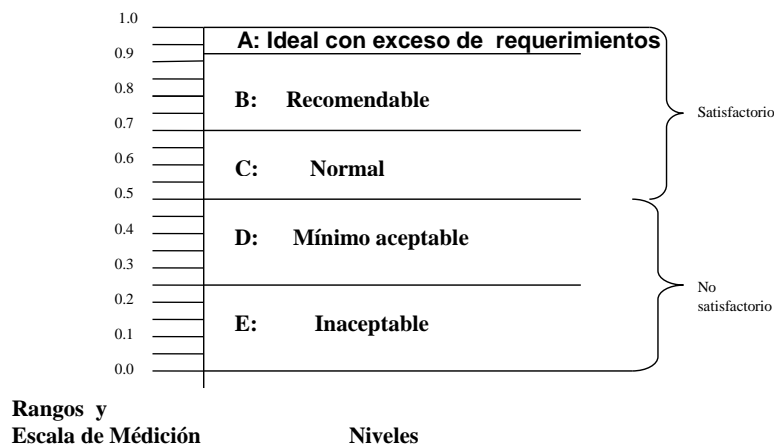 1.0
A: Ideal con exceso de requerimientos
0.9
0.8
B: Recomendable
0.7
Satisfactorio
0.6
C: Normal
0.5
0.4
D: Mínimo aceptable
0.3
0.2
No
satisfactorio
E: Inaceptable
0.1
0.0
Rangos y
Escala de Médición Niveles